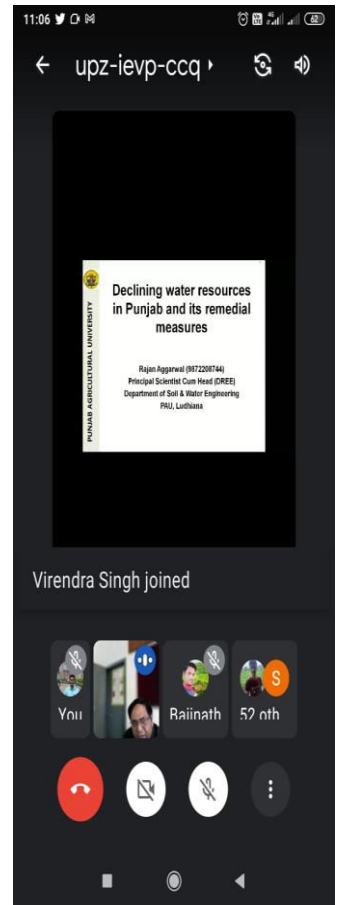 11:06
62
upz-ievp-ccq
PUNJAB AGRICULTURAL UNIVERSITY
Declining water resources
in Punjab and its remedial
measures
Rajan Aggarwal (9872208744)
Principal Scientist Cum Head (DREE)
Department of Soil & Water Engineering
PAU, Ludhiana
Virendra Singh joined
S
You
Baijnath
52 oth